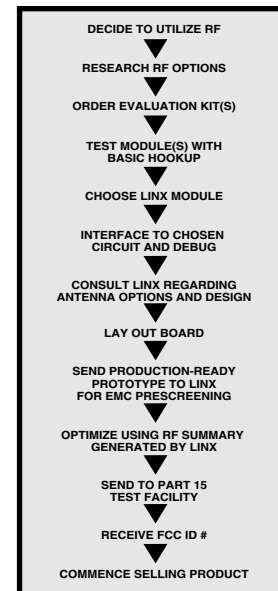 DECIDE TO UTILIZE RF
RESEARCH RF OPTIONS
ORDER EVALUATION KIT(S)
TEST MODULE(S) WITH
BASIC HOOKUP
CHOOSE LINX MODULE
INTERFACE TO CHOSEN
CIRCUIT AND DEBUG
CONSULT LINX REGARDING
ANTENNA OPTIONS AND DESIGN
LAY OUT BOARD
SEND PRODUCTION-READY
PROTOTYPE TO LINX
FOR EMC PRESCREENING
OPTIMIZE USING RF SUMMARY
GENERATED BY LINX
SEND TO PART 15
TEST FACILITY
RECEIVE FCC ID #
COMMENCE SELLING PRODUCT